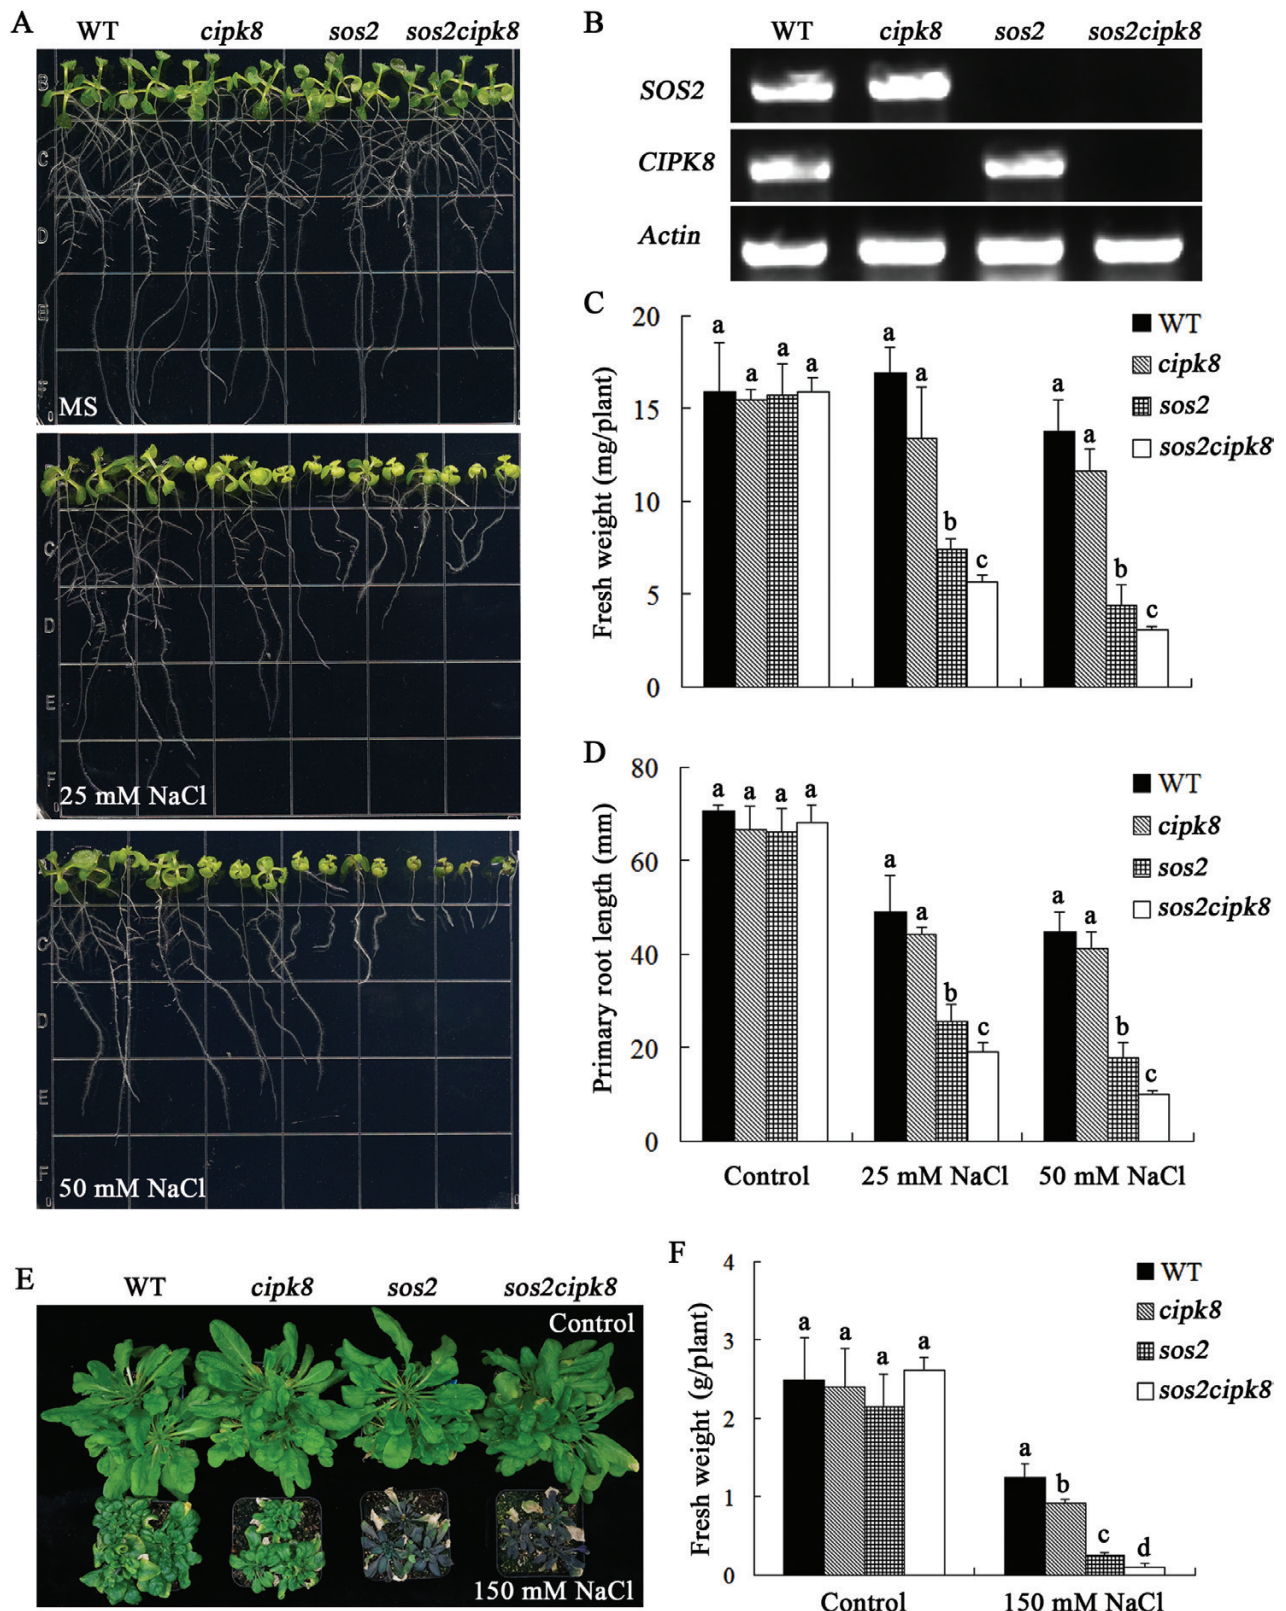 A
WT cipk8 sos2 sos2cipk8
B
C
D
E
F
MS
C
D
E
F
25 mM NaCl
C
D
E
F
50 mM NaCl
B
WT cipk8 sos2 sos2cipk8
SOS2
CIPK8
Actin
C
Fresh weight (mg/plant)
20
15
10
5
0
a a a a
a a b c
a a b c
WT
cipk8
sos2
sos2cipk8
D
Primary root length (mm)
80
60
40
20
0
a a a a
a a b c
a a b c
WT
cipk8
sos2
sos2cipk8
Control 25 mM NaCl 50 mM NaCl
E
WT cipk8 sos2 sos2cipk8
Control
150 mM NaCl
F
Fresh weight (g/plant)
4
3
2
1
0
a a a a
a b c d
WT
cipk8
sos2
sos2cipk8
Control 150 mM NaCl